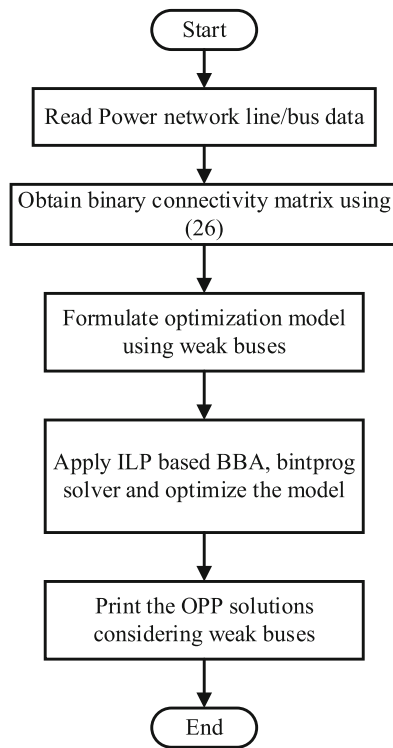 Start
Read Power network line/bus data
Obtain binary connectivity matrix using
(26)
Formulate optimization model
using weak buses
Apply ILP based BBA, bintprog
solver and optimize the model
Print the OPP solutions
considering weak buses
End